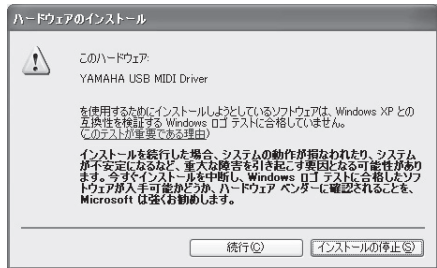 ハードウェアのインストール
このハードウェア:
YAMAHA USB MIDI Driver
を使用するためにインストールしようとしているソフトウェアは、Windows XP との
互換性を検証する Windows ロゴ テストに合格していません。
(このテストが重要である理由)
インストールを続行した場合、システムの動作が損なわれたり、システム
が不安定になるなど、重大な障害を引き起こす要因となる可能性があり
ます。今すぐインストールを中断し、Windows ロゴ テストに合格したソフ
トウェアが入手可能かどうか、ハードウェア ベンダーに確認されることを、
Microsoft は強くお勧めします。
続行(C) インストールの停止(S)